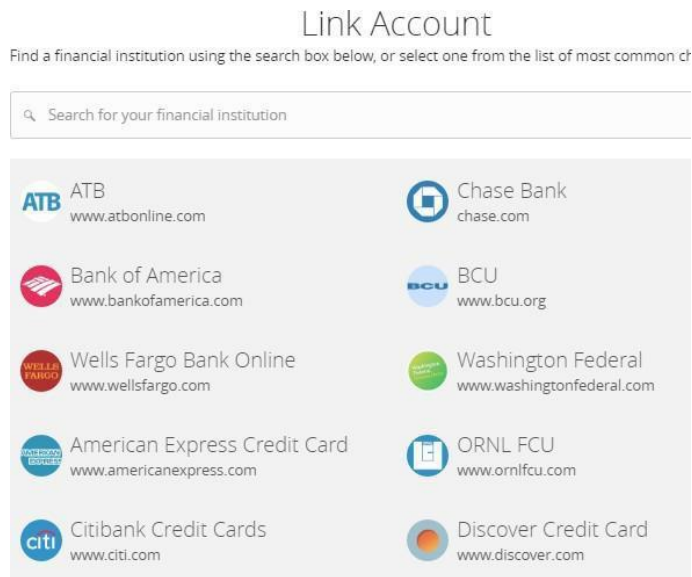 Link Account
Find a financial institution using the search box below, or select one from the list of most common ch
Search for your financial institution
ATB
ATB
www.atbonline.com
Chase Bank
chase.com
Bank of America
www.bankofamerica.com
BCU
BCU
www.bcu.org
WELLS
FARGO
Wells Fargo Bank Online
www.wellsfargo.com
Washington
Federal
Washington Federal
www.washingtonfederal.com
AMERICAN
EXPRESS
American Express Credit Card
www.americanexpress.com
ORNL FCU
www.ornlfcu.com
citi
Citibank Credit Cards
www.citi.com
Discover Credit Card
www.discover.com